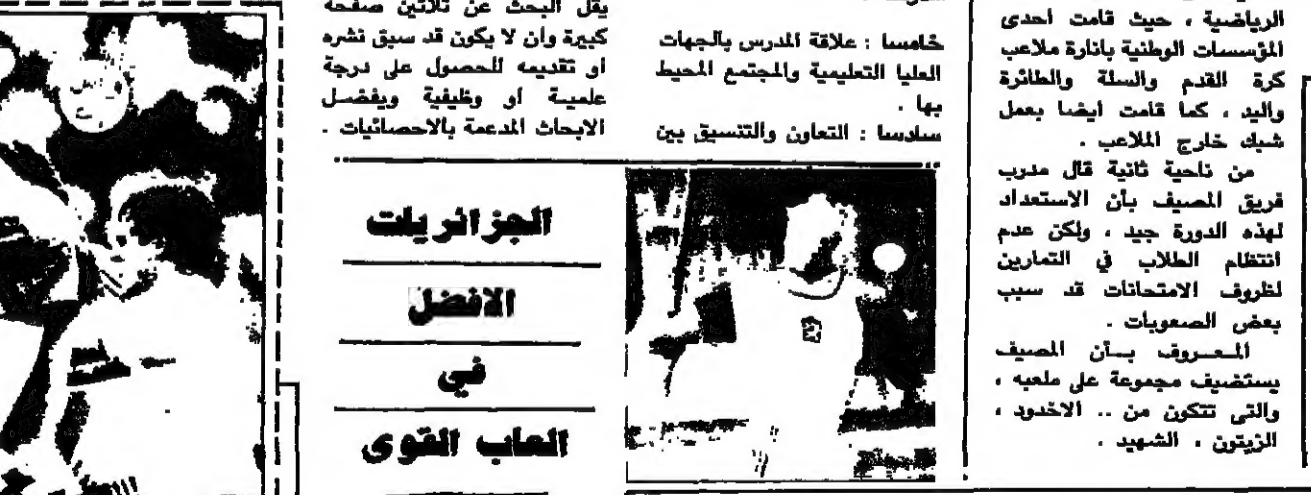 الرياضية ، حيث قامت احدى
المؤسسات الوطنية بانارة ملاعب
كرة القدم والسلة والطائرة
واليد ، كما قامت ايضا بعمل
شبك خارج الملاعب .
من ناحية ثانية قال مدرب
فريق المصيف بأن الاستعداد
لهذه الدورة جيد ، ولكن عدم
انتظام الطلاب في التمارين
لظروف الامتحانات قد سبب
بعض الصعوبات .
المعروف بأن المصيف
يستضيف مجموعة على ملعبه ،
والتى تتكون من .. الاخدود ،
الزيتون ، الشهيد .
خامسا : علاقة المدرس بالجهات
العليا التعليمية والمجتمع المحيط
بها .
سادسا : التعاون والتنسيق بين
يقل البحث عن ثلاثين صفحة
كبيرة وان لا يكون قد سبق نشره
او تقديمه للحصول على درجة
علمية او وظيفية ويفضل
الابحاث المدعمة بالاحصائيات .
الجزائريات
الافضل
في
العاب القوى